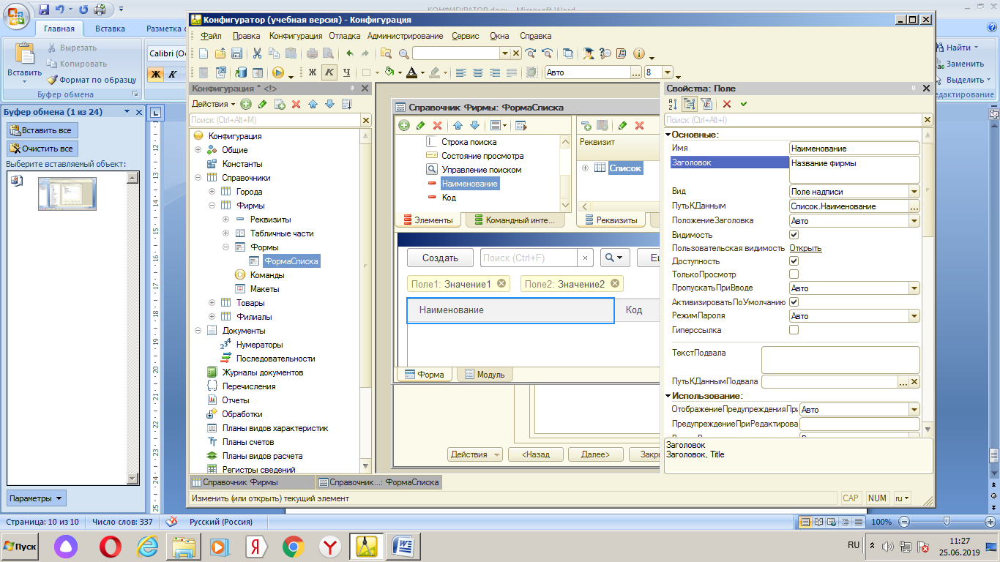 КОНФИГУРАТОР.docx - Microsoft Word
Главная
Вставка
Разметка с
Вставить
Вырезать
Копировать
Формат по образцу
Буфер обмена
Calibri (Ос
Ж К
Найти
Заменить
Выделить
едактирование
Буфер обмена (1 из 24)
Вставить все
Очистить все
Выберите вставляемый объект:
Параметры
Конфигуратор (учебная версия) - Конфигурация
Файл Правка Конфигурация Отладка Администрирование Сервис Окна Справка
Ж К Ч
Авто
8
Конфигурация * <!>
Действия
Поиск (Ctrl+Alt+M)
Конфигурация
Общие
Константы
Справочники
Города
Фирмы
Реквизиты
Табличные части
Формы
ФормаСписка
Команды
Макеты
Товары
Филиалы
Документы
Нумераторы
Последовательности
Журналы документов
Перечисления
Отчеты
Обработки
Планы видов характеристик
Планы счетов
Планы видов расчета
Регистры сведений
Справочник Фирмы: ФормаСписка
Строка поиска
Состояние просмотра
Управление поиском
Наименование
Код
Элементы
Командный инте...
Реквизит
Список
Реквизиты
Создать
Поиск (Ctrl+F)
×
Ец
Поле1: Значение1
Поле2: Значение2
Наименование
Код
Форма
Модуль
Действия
<Назад
Далее>
Закрь
Свойства: Поле
Поиск (Ctrl+Alt+I)
Основные:
Имя Наименование
Заголовок Название фирмы
Вид Поле надписи
ПутьКДанным Список.Наименование
ПоложениеЗаголовка Авто
Видимость
Пользовательская видимость Открыть
Доступность
ТолькоПросмотр
ПропускатьПриВводе Авто
АктивизироватьПоУмолчанию
РежимПароля Авто
Гиперссылка
ТекстПодвала
ПутьКДаннымПодвала
Использование:
ОтображениеПредупрежденияПри Авто
ПредупреждениеПриРедактирова
Заголовок
Заголовок, Title
Справочник Фирмы
Справочник...: ФормаСписка
Изменить (или открыть) текущий элемент
CAP NUM ru
Страница: 10 из 10
Число слов: 337
Русский (Россия)
100%
Пуск
RU
11:27
25.06.2019